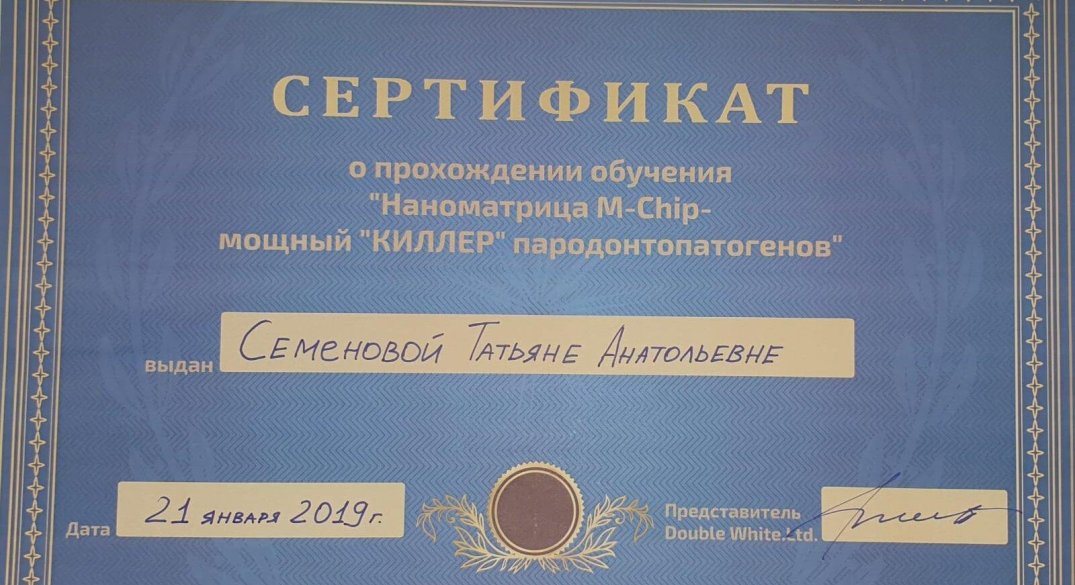 СЕРТИФИКАТ
о прохождении обучения
"Наноматрица M-Chip-
мощный "КИЛЛЕР" пародонтопатогенов"
выдан Семеновой Татьяне Анатольевне
Дата 21 января 2019г.
Представитель
Double White.Ltd.